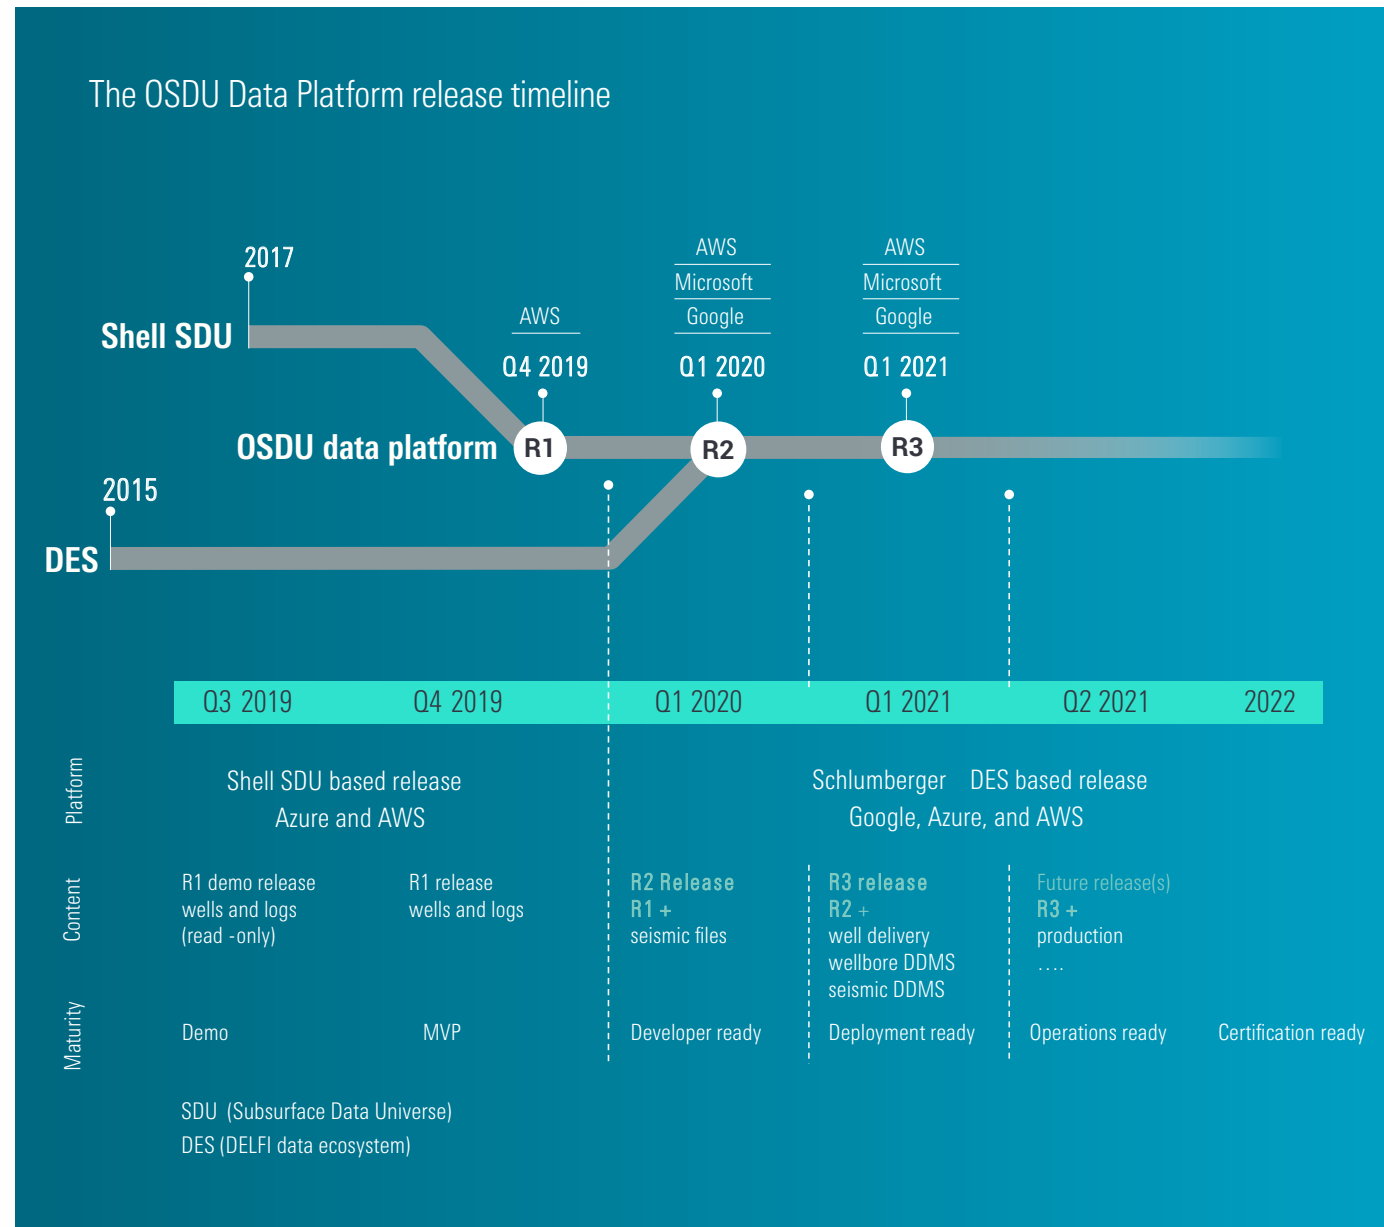 The OSDU Data Platform release timeline
2017
Shell SDU
AWS
Q4 2019
AWS
Microsoft
Google
Q1 2020
AWS
Microsoft
Google
Q1 2021
OSDU data platform
R1
R2
R3
2015
DES
Q3 2019
Q4 2019
Q1 2020
Q1 2021
Q2 2021
2022
Platform
Shell SDU based release
Azure and AWS
Schlumberger DES based release
Google, Azure, and AWS
Content
R1 demo release
wells and logs
(read -only)
R1 release
wells and logs
R2 Release
R1 +
seismic files
R3 release
R2 +
well delivery
wellbore DDMS
seismic DDMS
Future release(s)
R3 +
production
....
Maturity
Demo
MVP
Developer ready
Deployment ready
Operations ready
Certification ready
SDU (Subsurface Data Universe)
DES (DELFI data ecosystem)